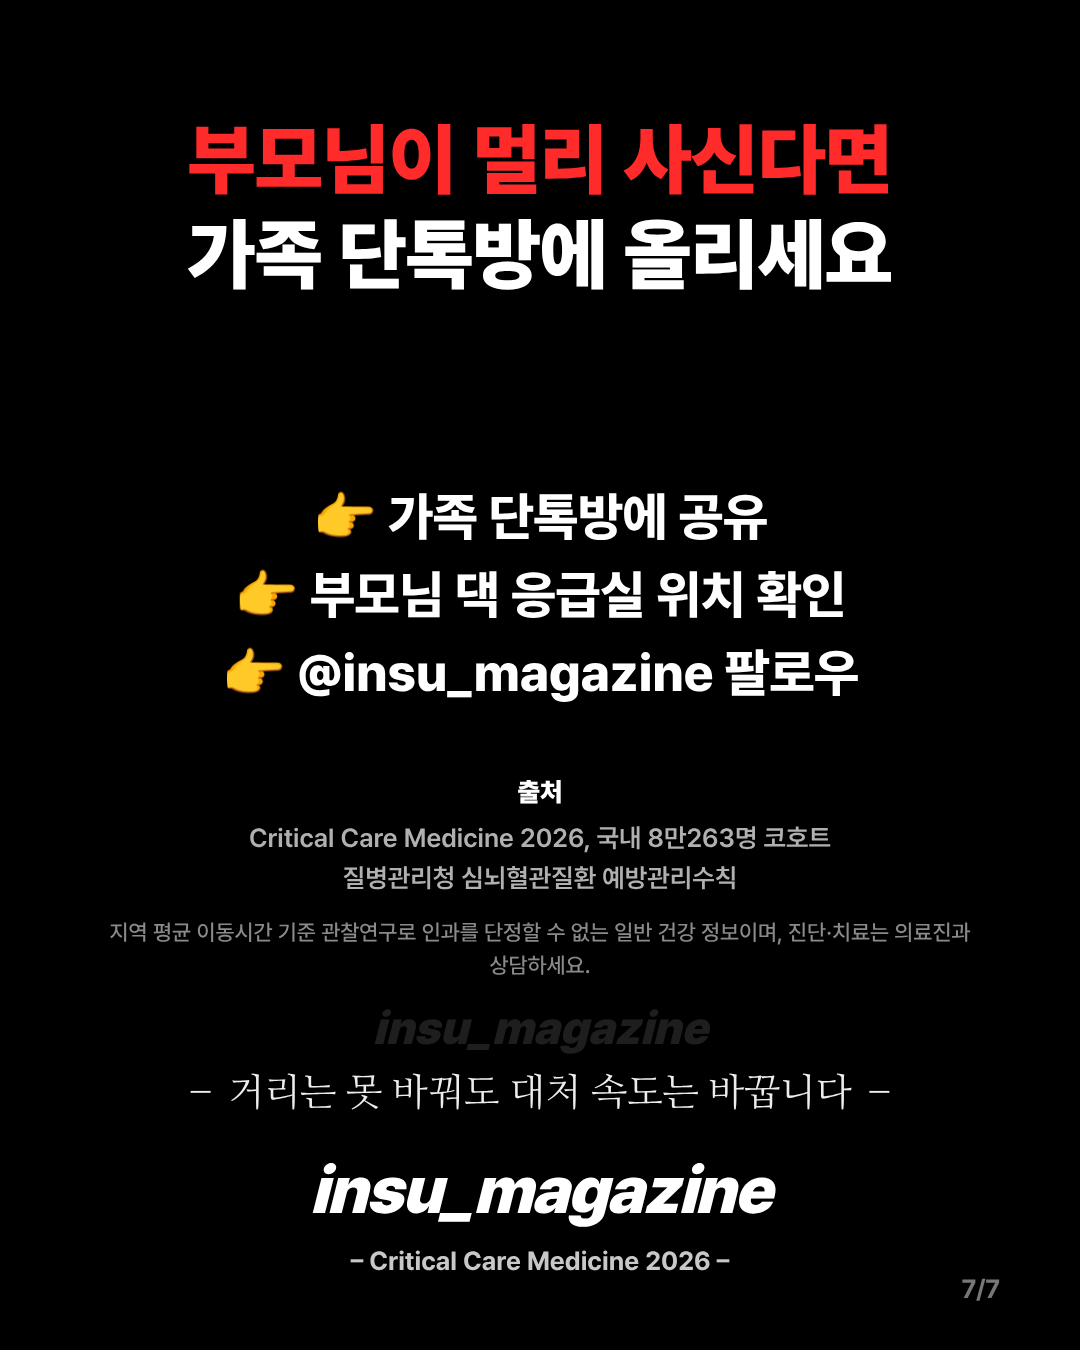 부모님이 멀리 사신다면
가족 단톡방에 올리세요
👉 가족 단톡방에 공유
👉 부모님 댁 응급실 위치 확인
👉 @insu_magazine 팔로우
출처
Critical Care Medicine 2026, 국내 8만263명 코호트
질병관리청 심뇌혈관질환 예방관리수칙
지역 평균 이동시간 기준 관찰연구로 인과를 단정할 수 없는 일반 건강 정보이며, 진단·치료는 의료진과
상담하세요.
insu_magazine
– 거리는 못 바꿔도 대처 속도는 바꿉니다 –
insu_magazine
– Critical Care Medicine 2026 –
7/7